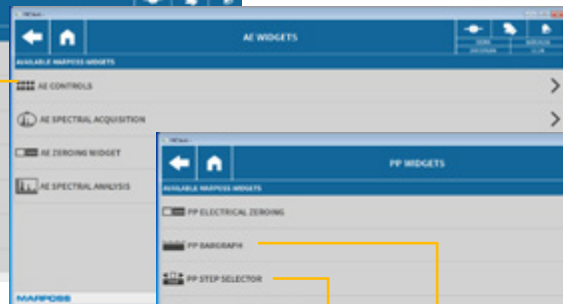 AE WIDGETS
AVAILABLE MARPOSS WIDGETS
AE CONTROLS
AE SPECTRAL ACQUISITION
AE ZEROING WIDGET
AE SPECTRAL ANALYSIS
MARPOSS
PP WIDGETS
AVAILABLE MARPOSS WIDGETS
PP ELECTRICAL ZEROING
PP BARGRAPH
PP STEP SELECTOR